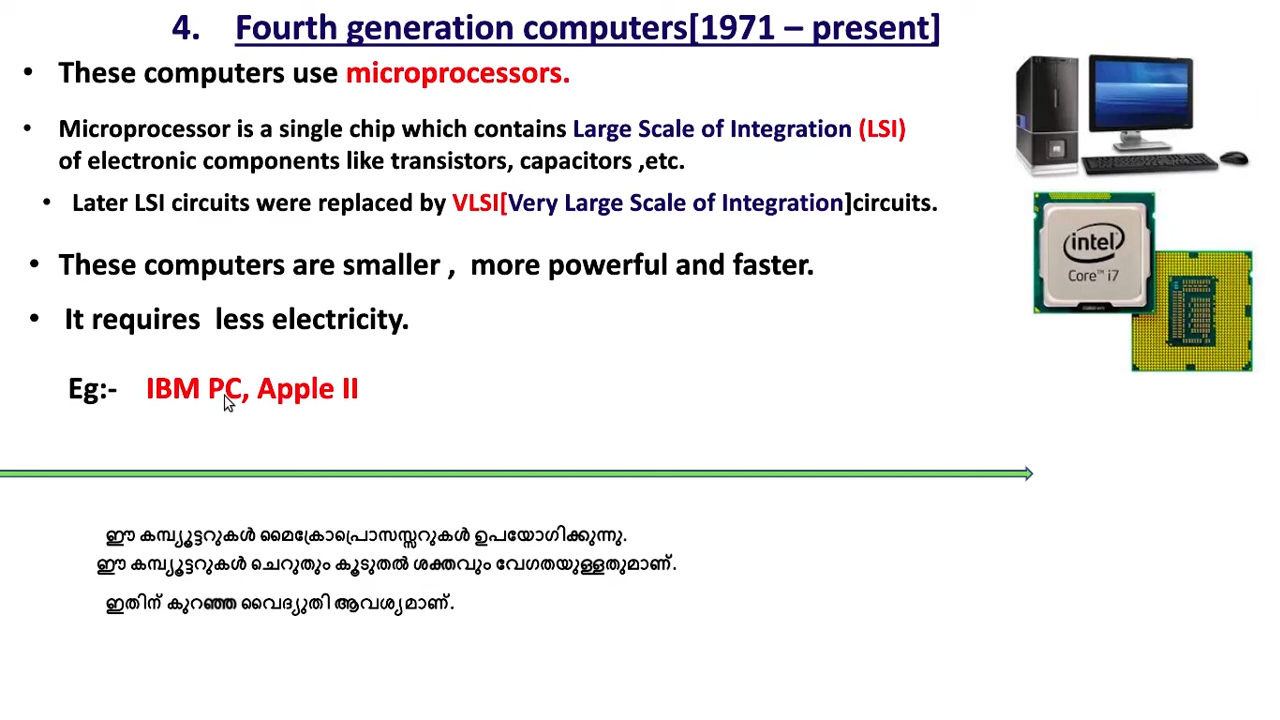 4. Fourth generation computers[1971 – present]
• These computers use microprocessors.
• Microprocessor is a single chip which contains Large Scale of Integration (LSI)
of electronic components like transistors, capacitors ,etc.
• Later LSI circuits were replaced by VLSI[Very Large Scale of Integration]circuits.
• These computers are smaller , more powerful and faster.
• It requires less electricity.
Eg:- IBM PC, Apple II
intel
Core™ i7
ഈ കമ്പ്യൂട്ടറുകൾ മൈക്രോപ്രൊസസ്സറുകൾ ഉപയോഗിക്കുന്നു.
ഈ കമ്പ്യൂട്ടറുകൾ ചെറുതും കൂടുതൽ ശക്തവും വേഗതയുള്ളതുമാണ്.
ഇതിന് കുറഞ്ഞ വൈദ്യുതി ആവശ്യമാണ്.